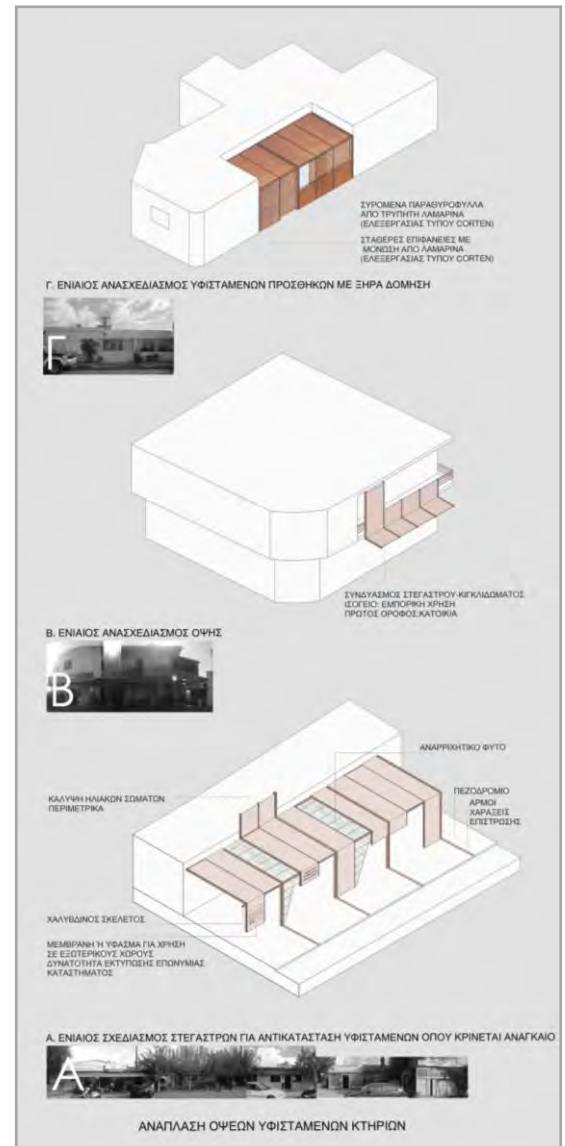 ΣΥΡΟΜΕΝΑ ΠΑΡΑΘΥΡΟΦΥΛΛΑ
ΑΠΟ ΤΡΥΠΗΤΗ ΛΑΜΑΡΙΝΑ
(ΕΛΕΞΕΡΓΑΣΙΑΣ ΤΥΠΟΥ CORTEN)
ΣΤΑΘΕΡΕΣ ΕΠΙΦΑΝΕΙΕΣ ΜΕ
ΜΟΝΩΣΗ ΑΠΟ ΛΑΜΑΡΙΝΑ
(ΕΛΕΞΕΡΓΑΣΙΑΣ ΤΥΠΟΥ CORTEN)
Γ. ΕΝΙΑΙΟΣ ΑΝΑΣΧΕΔΙΑΣΜΟΣ ΥΦΙΣΤΑΜΕΝΩΝ ΠΡΟΣΘΗΚΩΝ ΜΕ ΞΗΡΑ ΔΟΜΗΣΗ
Γ
ΣΥΝΔΥΑΣΜΟΣ ΣΤΕΓΑΣΤΡΟΥ-ΚΙΓΚΛΙΔΩΜΑΤΟΣ
ΙΣΟΓΕΙΟ: ΕΜΠΟΡΙΚΗ ΧΡΗΣΗ
ΠΡΩΤΟΣ ΟΡΟΦΟΣ:ΚΑΤΟΙΚΙΑ
Β. ΕΝΙΑΙΟΣ ΑΝΑΣΧΕΔΙΑΣΜΟΣ ΟΨΗΣ
Β
ΑΝΑΡΡΙΧΗΤΙΚΟ ΦΥΤΟ
ΠΕΖΟΔΡΟΜΙΟ
ΑΡΜΟΙ
ΧΑΡΑΞΕΙΣ
ΕΠΙΣΤΡΩΣΗΣ
ΚΑΛΥΨΗ ΗΛΙΑΚΩΝ ΣΩΜΑΤΩΝ
ΠΕΡΙΜΕΤΡΙΚΑ
ΧΑΛΥΒΔΙΝΟΣ ΣΚΕΛΕΤΟΣ
ΜΕΜΒΡΑΝΗ Ή ΥΦΑΣΜΑ ΓΙΑ ΧΡΗΣΗ
ΣΕ ΕΞΩΤΕΡΙΚΟΥΣ ΧΩΡΟΥΣ
ΔΥΝΑΤΟΤΗΤΑ ΕΚΤΥΠΩΣΗΣ ΕΠΩΝΥΜΙΑΣ
ΚΑΤΑΣΤΗΜΑΤΟΣ
Α. ΕΝΙΑΙΟΣ ΣΧΕΔΙΑΣΜΟΣ ΣΤΕΓΑΣΤΡΩΝ ΓΙΑ ΑΝΤΙΚΑΤΑΣΤΑΣΗ ΥΦΙΣΤΑΜΕΝΩΝ ΟΠΟΥ ΚΡΙΝΕΤΑΙ ΑΝΑΓΚΑΙΟ
Α
ΑΝΑΠΛΑΣΗ ΟΨΕΩΝ ΥΦΙΣΤΑΜΕΝΩΝ ΚΤΗΡΙΩΝ